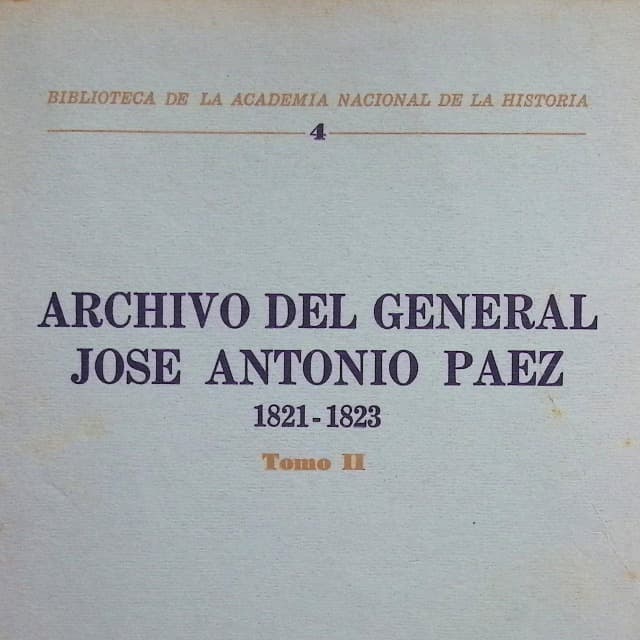 BIBLIOTECA DE LA ACADEMIA NACIONAL DE LA HISTORIA
4
ARCHIVO DEL GENERAL
JOSE ANTONIO PAEZ
1821-1823
Tomo II